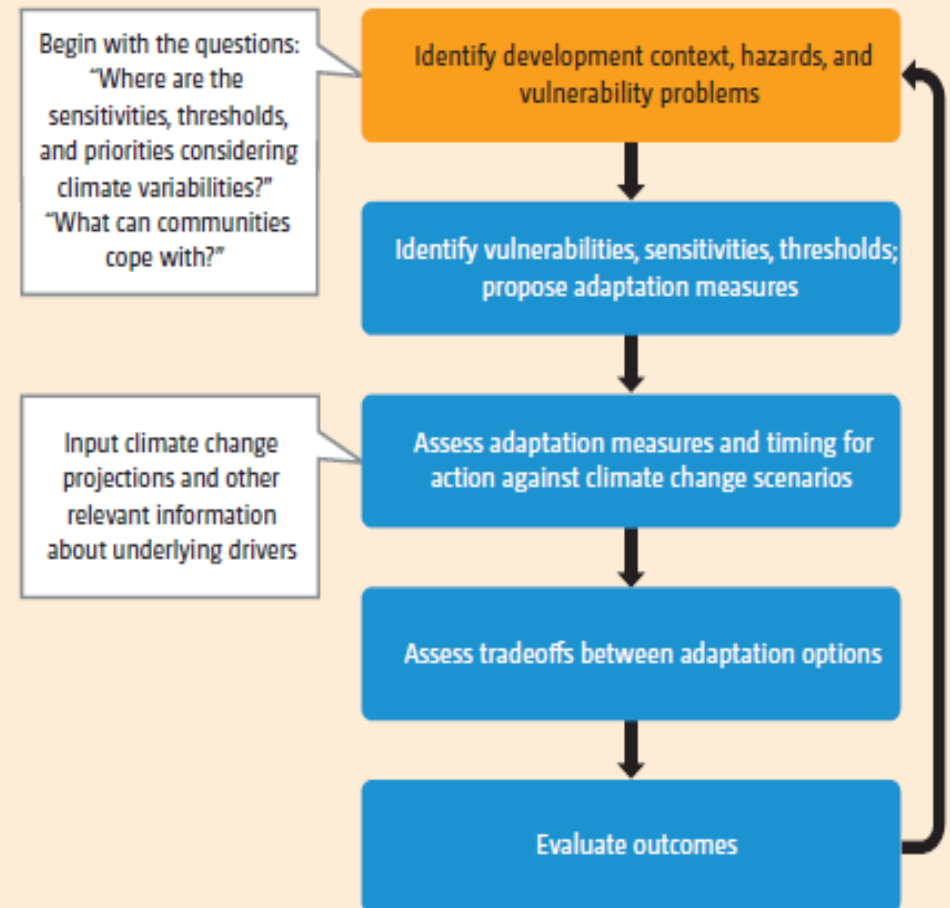 Begin with the questions:
“Where are the
sensitivities, thresholds,
and priorities considering
climate variabilities?”
“What can communities
cope with?”
Identify development context, hazards, and
vulnerability problems
Identify vulnerabilities, sensitivities, thresholds;
propose adaptation measures
Input climate change
projections and other
relevant information
about underlying drivers
Assess adaptation measures and timing for
action against climate change scenarios
Assess tradeoffs between adaptation options
Evaluate outcomes